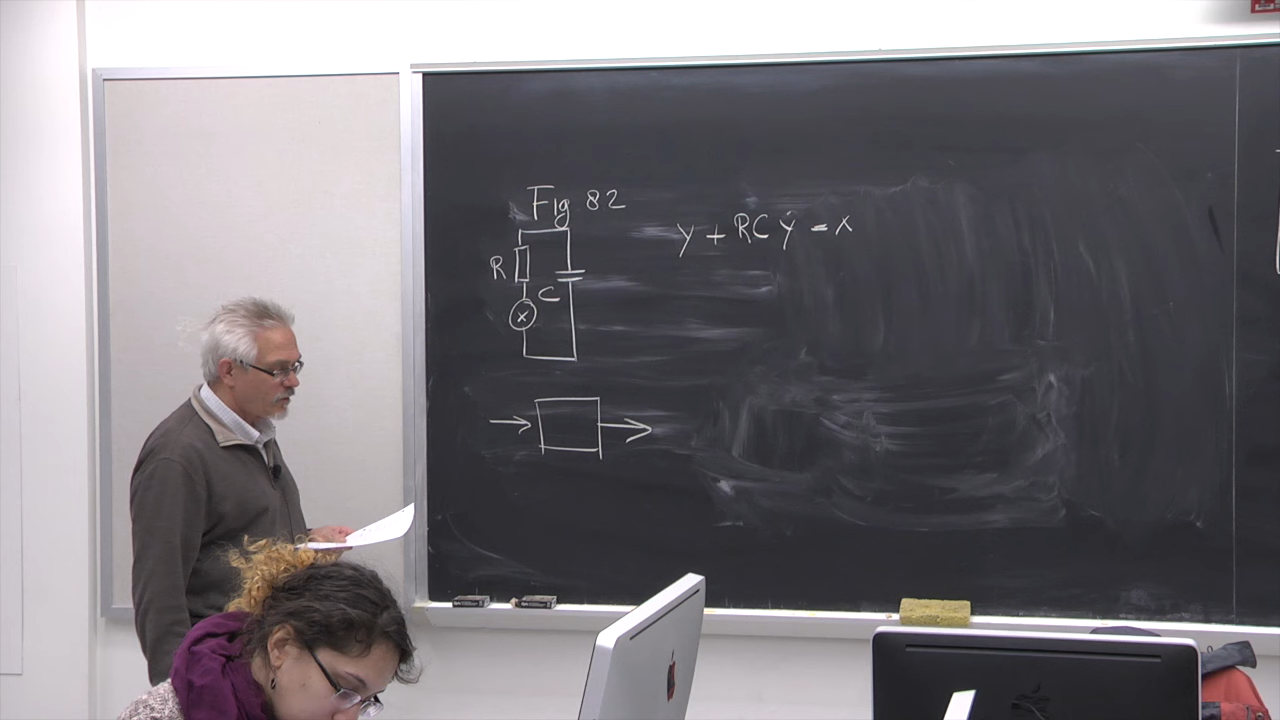 Fig 82
y + RC ẏ = x
R
C
x